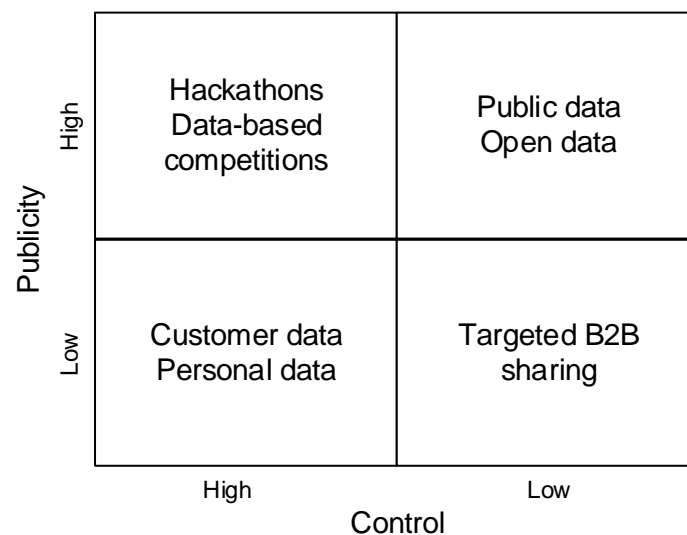 Publicity
High
Hackathons
Data-based
competitions
Public data
Open data
Low
Customer data
Personal data
Targeted B2B
sharing
High
Low
Control